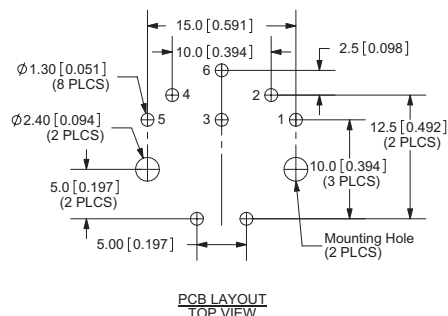 15.0 [0.591]
10.0 [0.394]
2.5 [0.098]
6
Ø1.30 [0.051]
(8 PLCS)
4
2
5
3
1
Ø2.40 [0.094]
(2 PLCS)
12.5 [0.492]
(2 PLCS)
10.0 [0.394]
(3 PLCS)
5.0 [0.197]
(2 PLCS)
5.00 [0.197]
Mounting Hole
(2 PLCS)
PCB LAYOUT
TOP VIEW